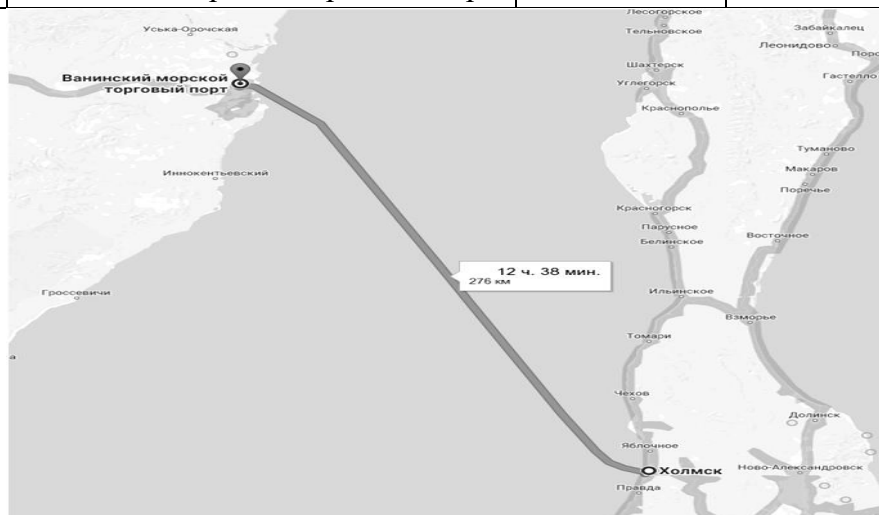 Лесогорское
Тельновское
Забайкалец
Уська-Орочская
Леонидово
Шахтерск
Ванинский морской
торговый порт
Гастелло
Углегорск
Краснополье
Туманово
Макаров
Иннокентьевский
Поречье
Красногорск
Парусное
Восточное
Белинское
12 ч. 38 мин.
276 км
Гроссевичи
Ильинское
Взморье
Томари
а
Чехов
Долинск
Яблочное
Холмск
Ново-Александровск
Правда